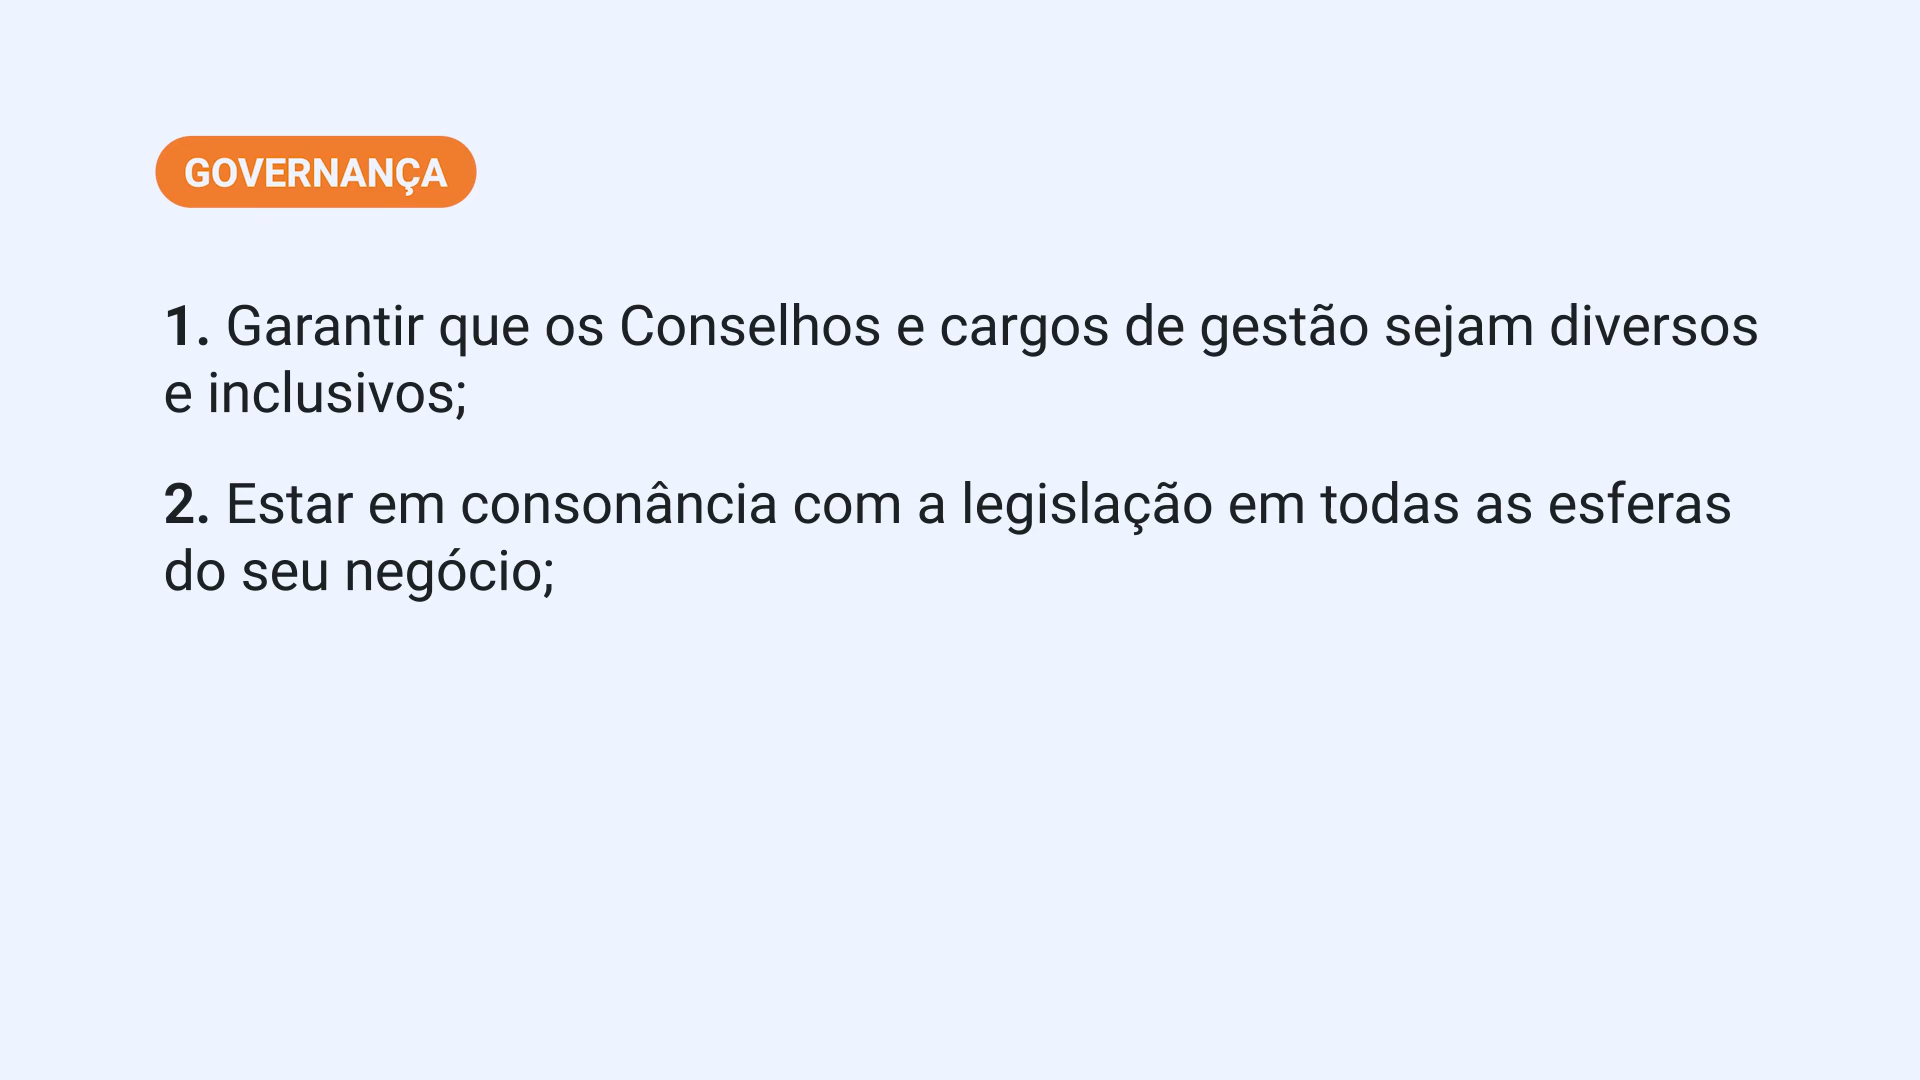 GOVERNANÇA
1. Garantir que os Conselhos e cargos de gestão sejam diversos
e inclusivos;
2. Estar em consonância com a legislação em todas as esferas
do seu negócio;